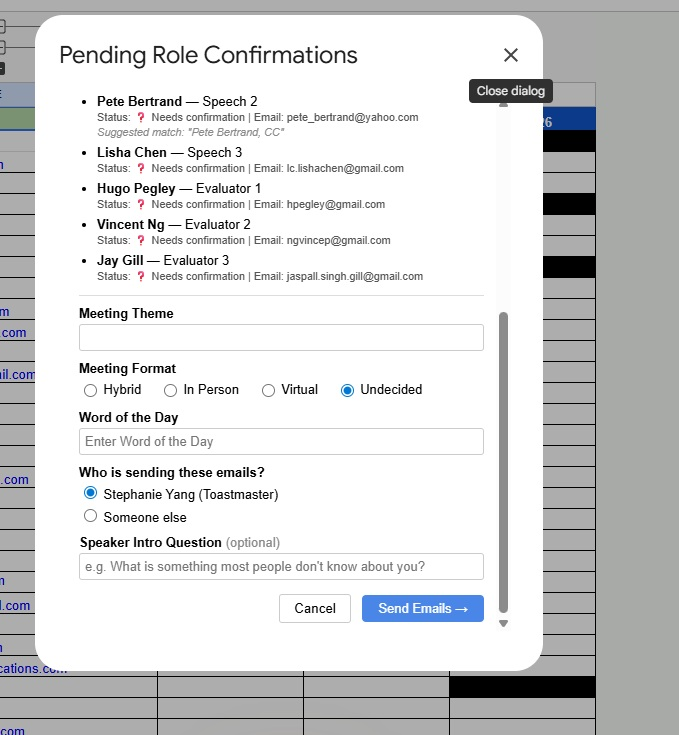 Pending Role Confirmations
Close dialog
Pete Bertrand — Speech 2
Status: ❓ Needs confirmation | Email: pete_bertrand@yahoo.com
Suggested match: "Pete Bertrand, CC"
Lisha Chen — Speech 3
Status: ❓ Needs confirmation | Email: lc.lishachen@gmail.com
Hugo Pegley — Evaluator 1
Status: ❓ Needs confirmation | Email: hpegley@gmail.com
Vincent Ng — Evaluator 2
Status: ❓ Needs confirmation | Email: ngvincep@gmail.com
Jay Gill — Evaluator 3
Status: ❓ Needs confirmation | Email: jaspall.singh.gill@gmail.com
Meeting Theme
Meeting Format
Hybrid In Person Virtual Undecided
Word of the Day
Enter Word of the Day
Who is sending these emails?
Stephanie Yang (Toastmaster)
Someone else
Speaker Intro Question (optional)
e.g. What is something most people don't know about you?
Cancel Send Emails →
.com
.com
.com